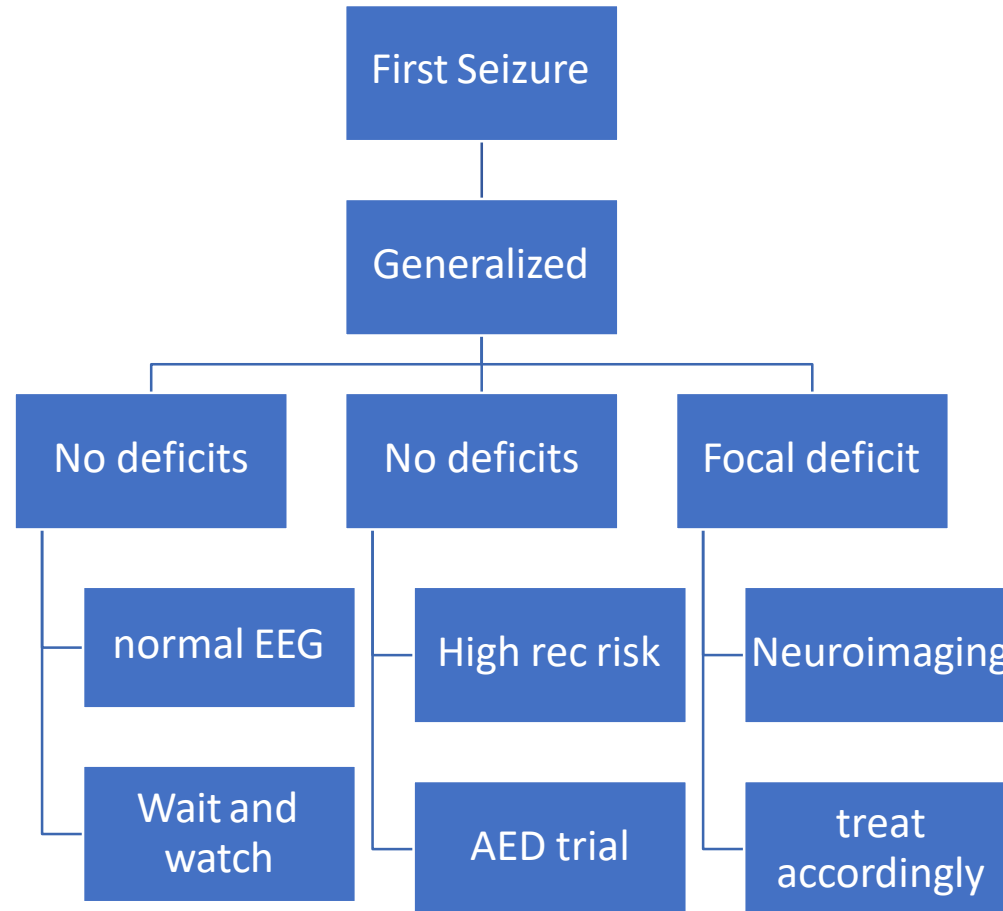 First Seizure
Generalized
No deficits
No deficits
Focal deficit
normal EEG
High rec risk
Neuroimaging
Wait and
watch
AED trial
treat
accordingly